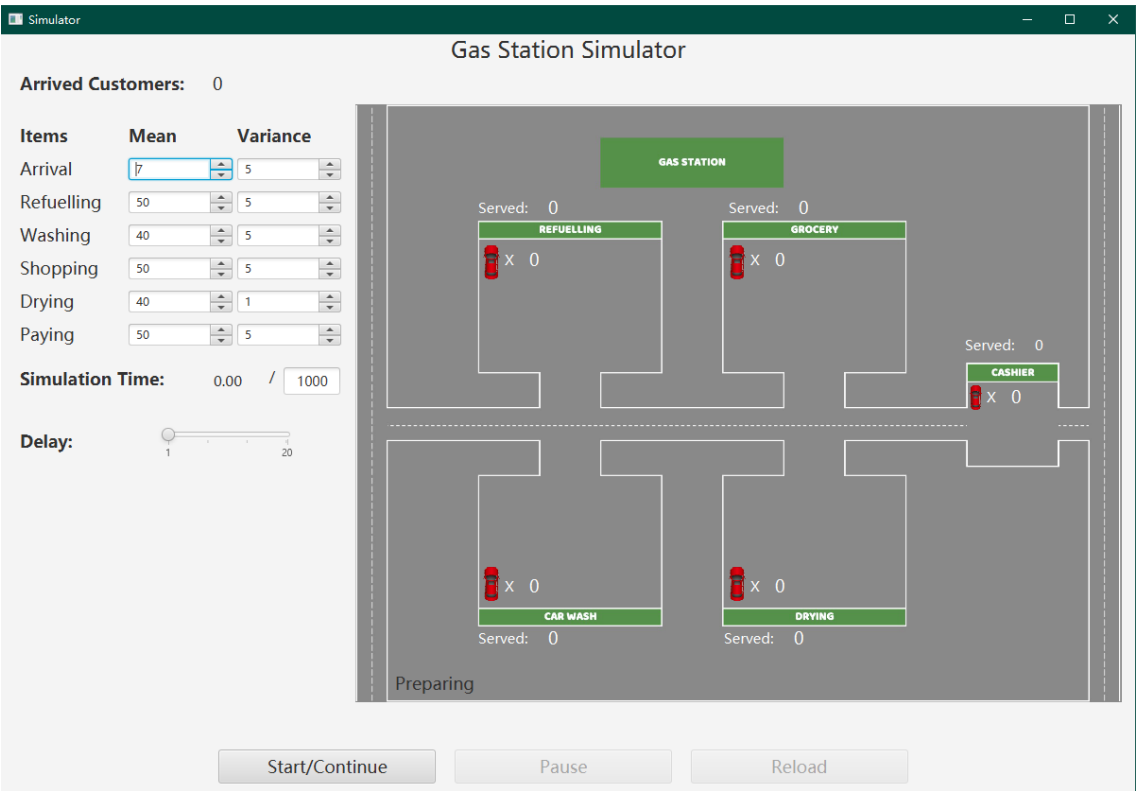 Simulator
Gas Station Simulator
Arrived Customers: 0
Items Mean Variance
Arrival 7 5
Refuelling 50 5
Washing 40 5
Shopping 50 5
Drying 40 1
Paying 50 5
Simulation Time: 0.00 / 1000
Delay:
1 20
GAS STATION
Served: 0
REFUELLING
X 0
Served: 0
GROCERY
X 0
Served: 0
CASHIER
X 0
X 0
CAR WASH
Served: 0
X 0
DRYING
Served: 0
Preparing
Start/Continue Pause Reload